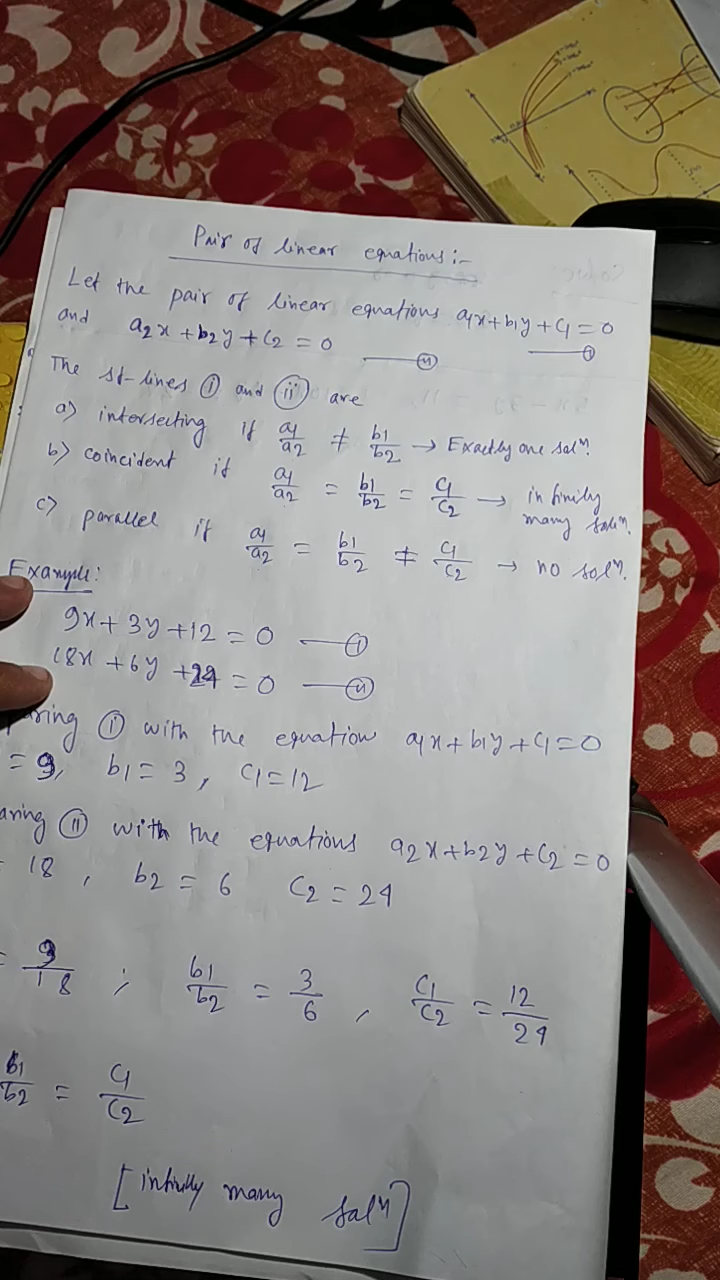 Pair of linear equations :-
Let the pair of linear equations a1x+b1y+c1=0 —(i)
and a2x+b2y+c2=0 —(ii)
The st-lines (i) and (ii) are
a) intersecting if a1/a2 ≠ b1/b2 → Exactly one solⁿ.
b) coincident if a1/a2 = b1/b2 = c1/c2 → infinily many solⁿ.
c) parallel if a1/a2 = b1/b2 ≠ c1/c2 → no solⁿ.
Example:
9x+3y+12=0 —(i)
18x+6y+24=0 —(ii)
aring (i) with the equation a1x+b1y+c1=0
=9, b1=3, c1=12
aring (ii) with the equations a2x+b2y+c2=0
= 18, b2=6 c2=24
= 9/18 ; b1/b2 = 3/6, c1/c2 = 12/24
b1/b2 = c1/c2
[infinily many solⁿ]